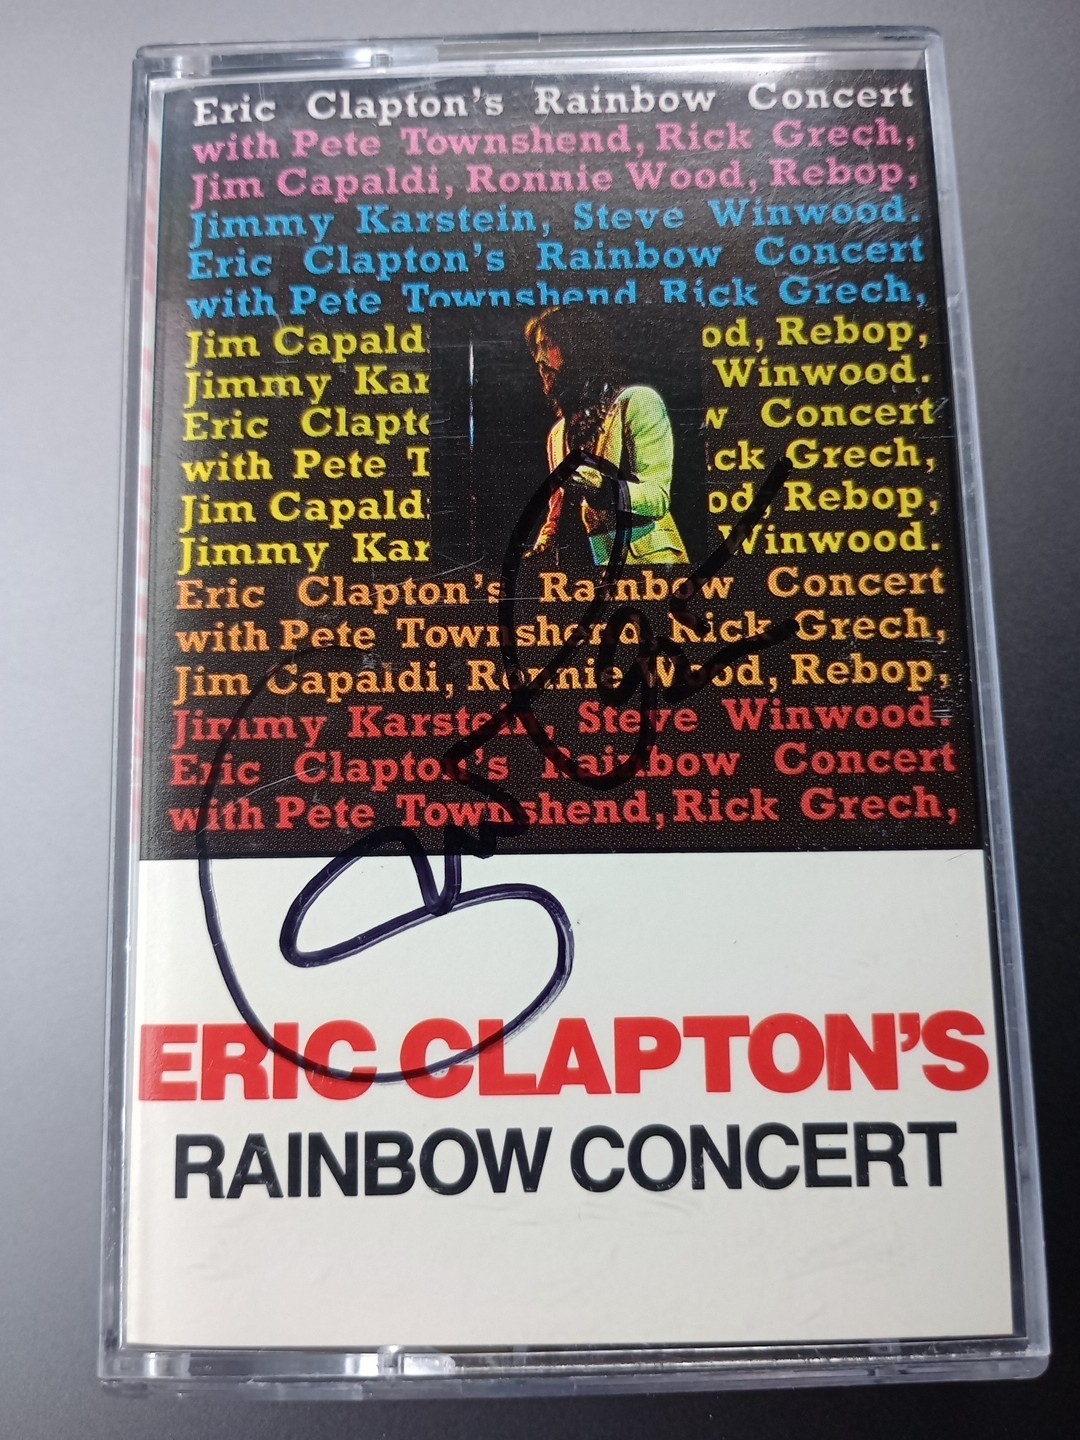 Eric Clapton's Rainbow Concert
with Pete Townshend, Rick Grech,
Jim Capaldi, Ronnie Wood, Rebop,
Jimmy Karstein, Steve Winwood.
Eric Clapton's Rainbow Concert
with Pete Townshend Rick Grech,
Jim Capald od, Rebop,
Jimmy Kar Winwood.
Eric Clapt w Concert
with Pete T ck Grech,
Jim Capald od, Rebop,
Jimmy Kar Winwood.
Eric Clapton's Rainbow Concert
with Pete Townshend, Rick Grech,
Jim Capaldi, Ronnie Wood, Rebop,
Jimmy Karstein, Steve Winwood.
Eric Clapton's Rainbow Concert
with Pete Townshend, Rick Grech,
ERIC CLAPTON'S
RAINBOW CONCERT